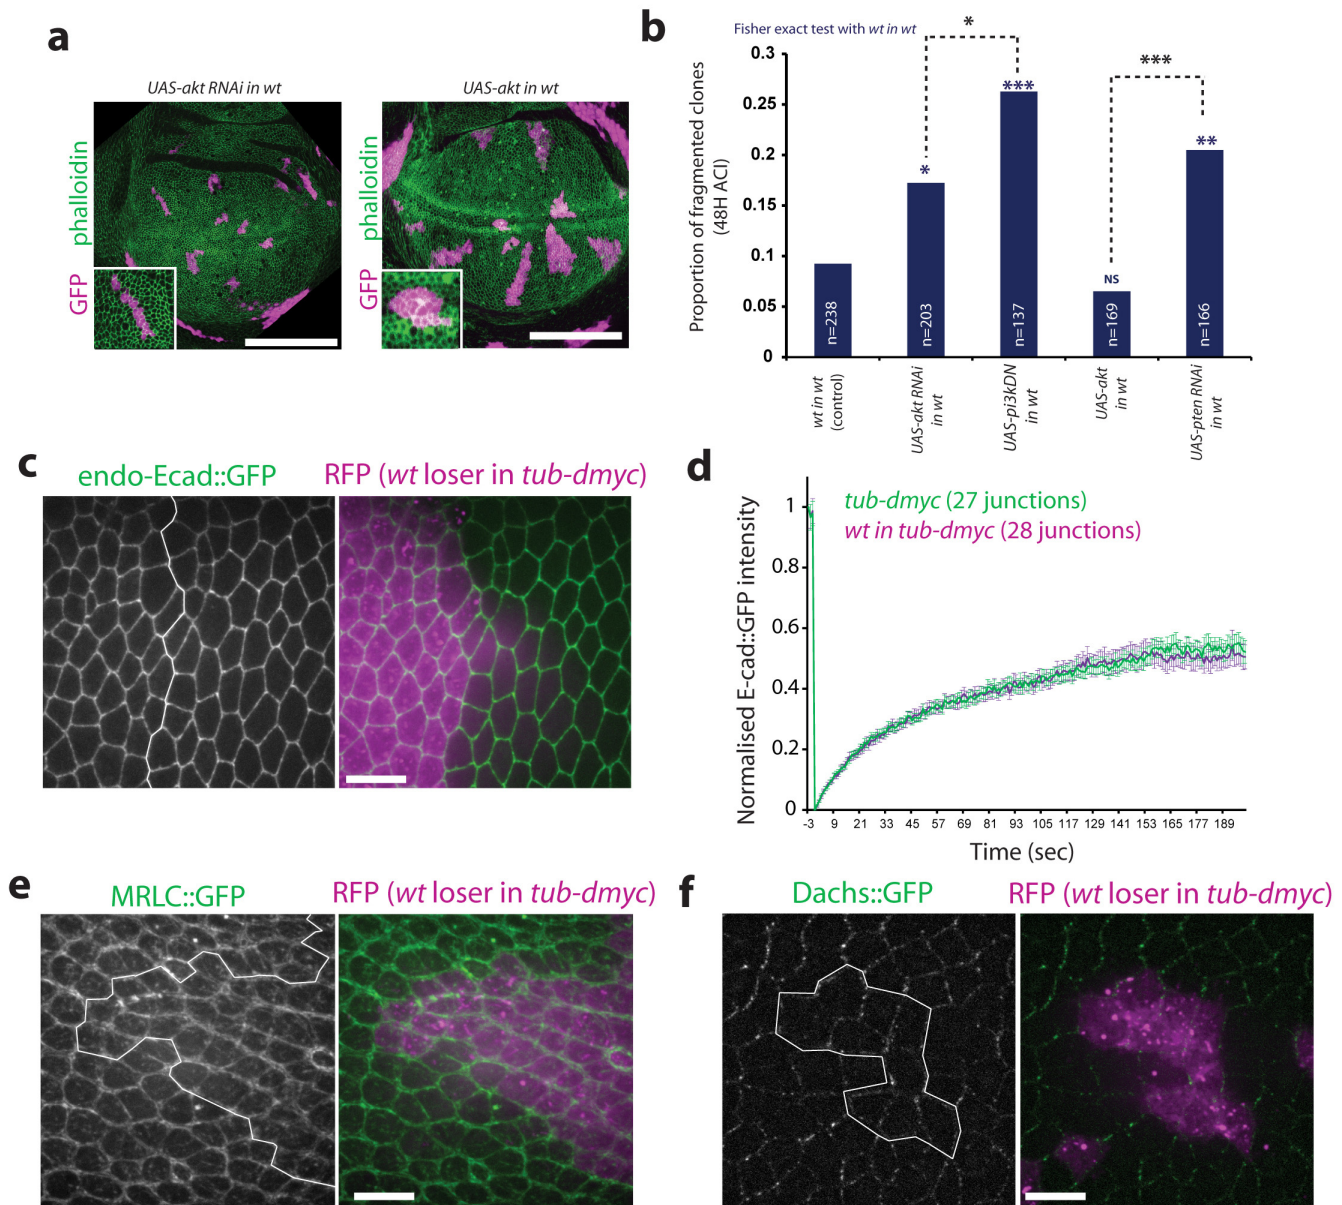 a
UAS-akt RNAi in wt
UAS-akt in wt
phalloidin
GFP
phalloidin
GFP
b
Fisher exact test with wt in wt
Proportion of fragmented clones
(48H ACI)
0.3
0.25
0.2
0.15
0.1
0.05
0
*
***
*
***
NS
**
n=238
n=203
n=137
n=169
n=166
wt in wt
(control)
UAS-akt RNAi
in wt
UAS-pi3kDN
in wt
UAS-akt
in wt
UAS-pten RNAi
in wt
c
endo-Ecad::GFP
RFP (wt loser in tub-dmyc)
d
tub-dmyc (27 junctions)
wt in tub-dmyc (28 junctions)
Normalised E-cad::GFP intensity
1
0.8
0.6
0.4
0.2
0
-3 9 21 33 45 57 69 81 93 105 117 129 141 153 165 177 189
Time (sec)
e
MRLC::GFP
RFP (wt loser in tub-dmyc)
f
Dachs::GFP
RFP (wt loser in tub-dmyc)